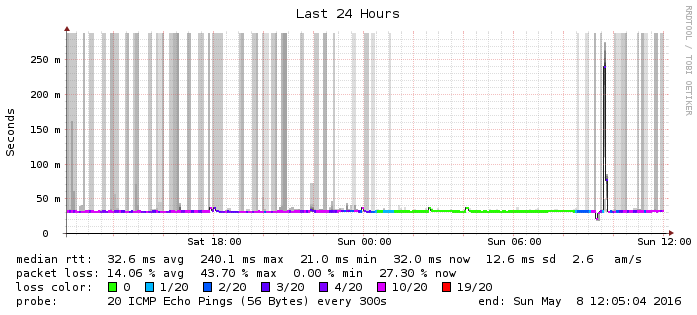 Last 24 Hours
RRDTOOL / TOBI OETIKER
Seconds
250 m
200 m
150 m
100 m
50 m
0
Sat 18:00 Sun 00:00 Sun 06:00 Sun 12:00
median rtt: 32.6 ms avg 240.1 ms max 21.0 ms min 32.0 ms now 12.6 ms sd 2.6 am/s
packet loss: 14.06 % avg 43.70 % max 0.00 % min 27.30 % now
loss color: 0 1/20 2/20 3/20 4/20 10/20 19/20
probe: 20 ICMP Echo Pings (56 Bytes) every 300s end: Sun May 8 12:05:04 2016